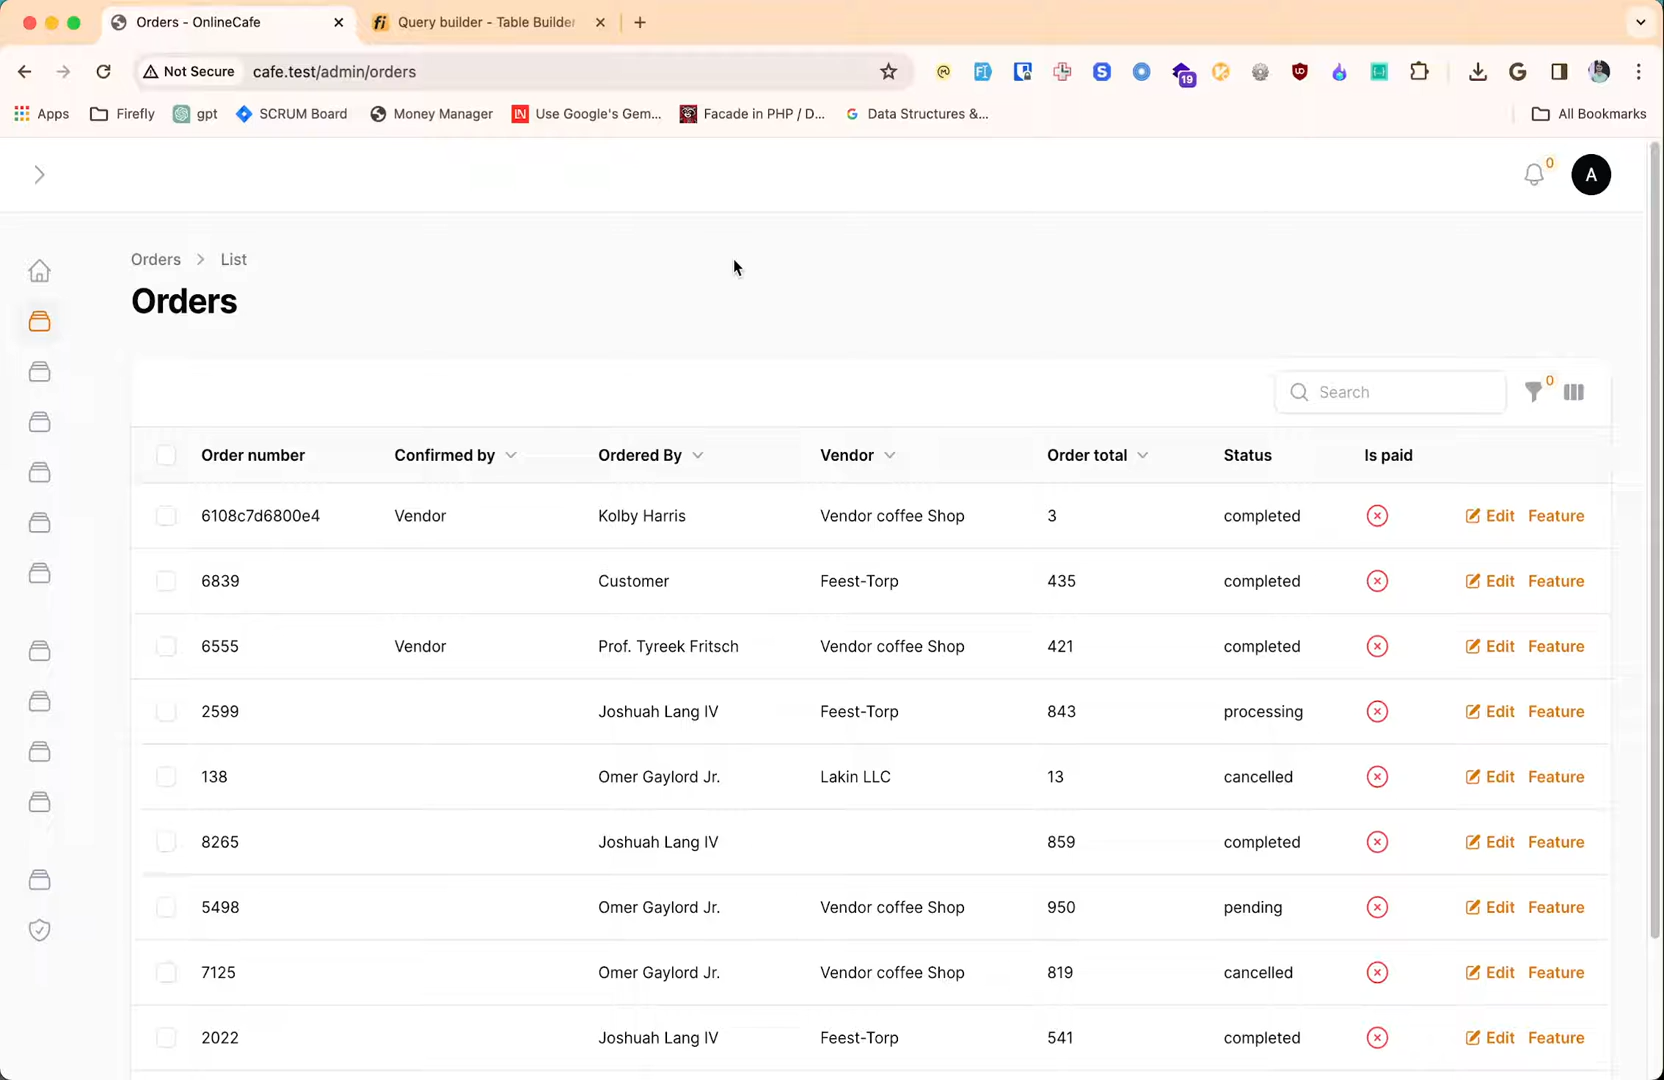 Orders - OnlineCafe
Query builder - Table Builder
Not Secure cafe.test/admin/orders
19
Apps Firefly gpt SCRUM Board Money Manager Use Google's Gem... Facade in PHP / D... Data Structures &... All Bookmarks
0
A
Orders > List
Orders
Search
0
Order number Confirmed by Ordered By Vendor Order total Status Is paid
6108c7d6800e4 Vendor Kolby Harris Vendor coffee Shop 3 completed Edit Feature
6839 Customer Feest-Torp 435 completed Edit Feature
6555 Vendor Prof. Tyreek Fritsch Vendor coffee Shop 421 completed Edit Feature
2599 Joshuah Lang IV Feest-Torp 843 processing Edit Feature
138 Omer Gaylord Jr. Lakin LLC 13 cancelled Edit Feature
8265 Joshuah Lang IV 859 completed Edit Feature
5498 Omer Gaylord Jr. Vendor coffee Shop 950 pending Edit Feature
7125 Omer Gaylord Jr. Vendor coffee Shop 819 cancelled Edit Feature
2022 Joshuah Lang IV Feest-Torp 541 completed Edit Feature